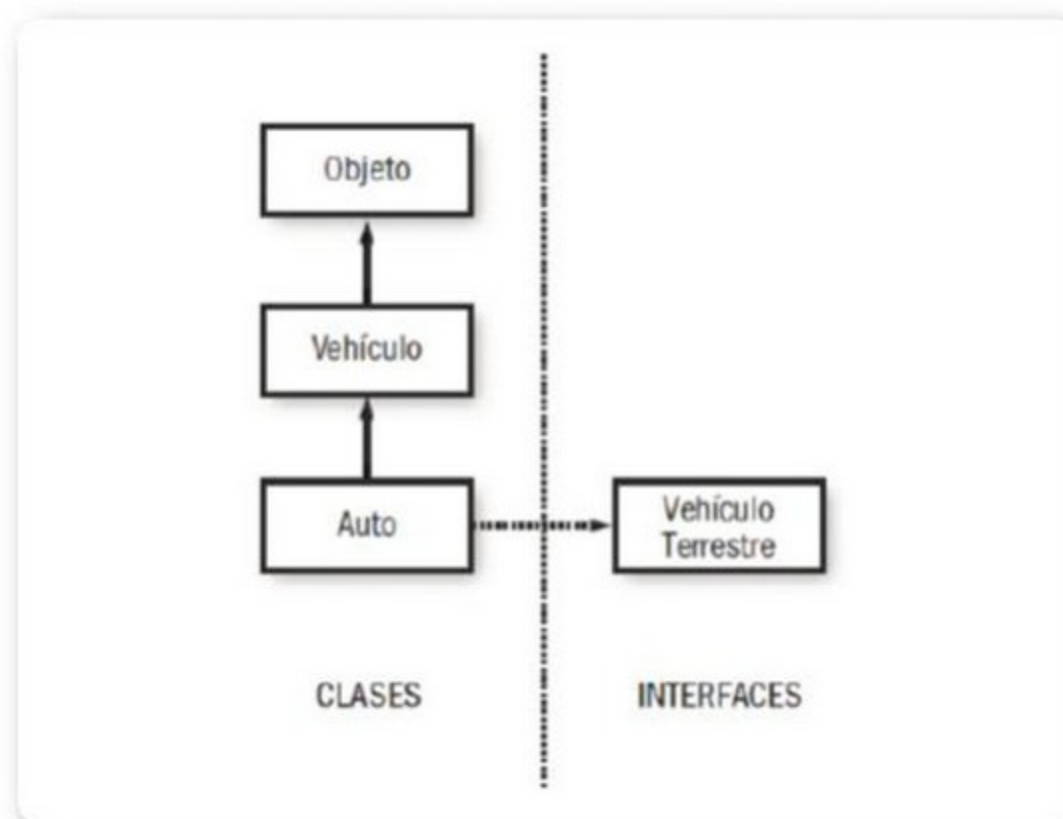 Objeto
Vehículo
Auto
Vehículo
Terrestre
CLASES
INTERFACES